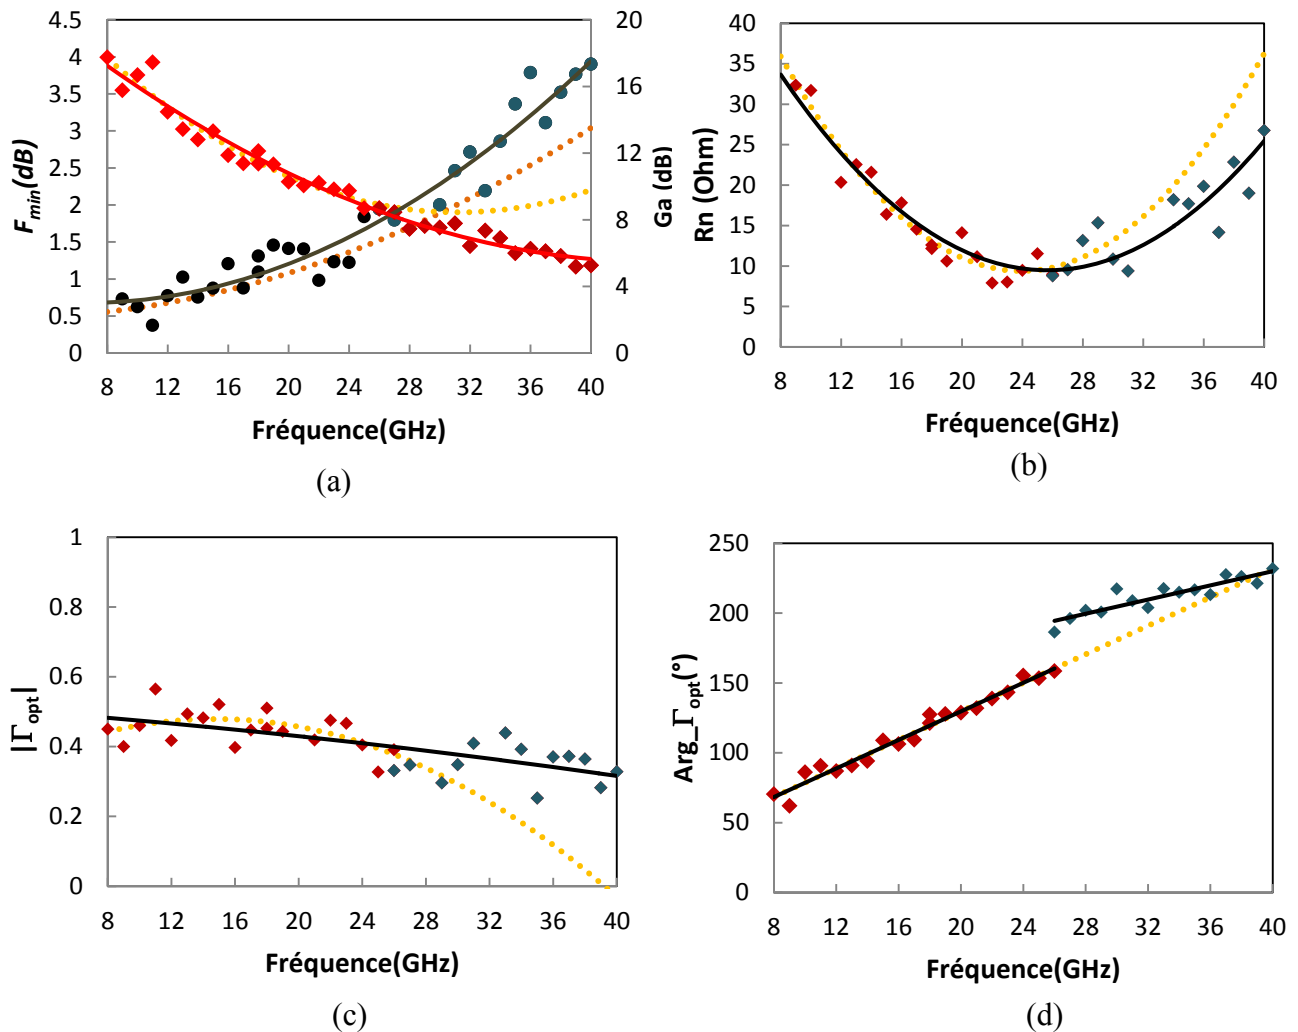 4.5
4
3.5
3
2.5
2
1.5
1
0.5
0
F_min(dB)
20
16
12
8
4
0
Ga (dB)
8 12 16 20 24 28 32 36 40
Fréquence(GHz)
(a)
40
35
30
25
20
15
10
5
0
Rn (Ohm)
8 12 16 20 24 28 32 36 40
Fréquence(GHz)
(b)
1
0.8
0.6
0.4
0.2
0
|Γopt|
8 12 16 20 24 28 32 36 40
Fréquence(GHz)
(c)
250
200
150
100
50
0
Arg_Γopt(°)
8 12 16 20 24 28 32 36 40
Fréquence(GHz)
(d)